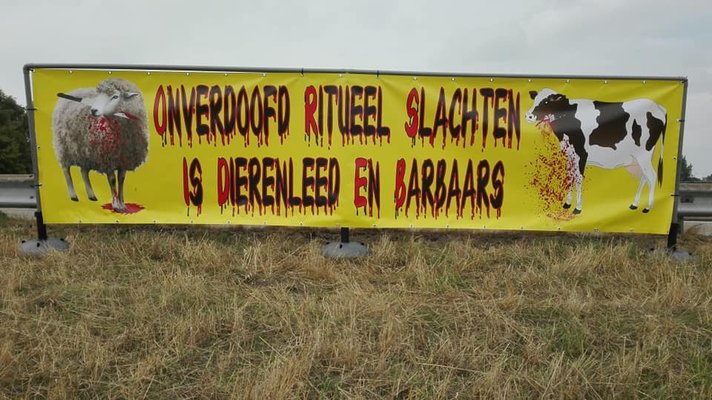 ONVERDOOFD RITUEEL SLACHTEN
IS DIERENLEED EN BARBAARS